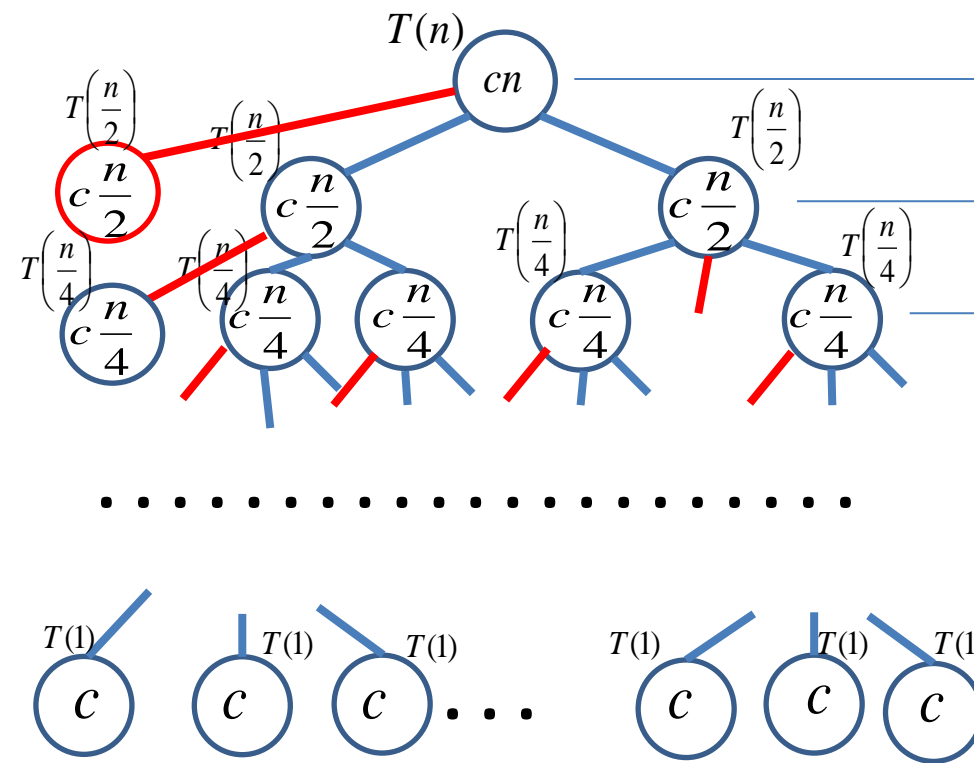 T(n)
cn
T(n/2)
T(n/2)
T(n/2)
c n/2
c n/2
c n/2
T(n/4)
T(n/4)
T(n/4)
T(n/4)
c n/4
c n/4
c n/4
c n/4
c n/4
. . . . . . . . . . . . . . . . . . . . .
T(1)
T(1)
T(1)
T(1)
T(1)
T(1
c
c
c
. . .
c
c
c